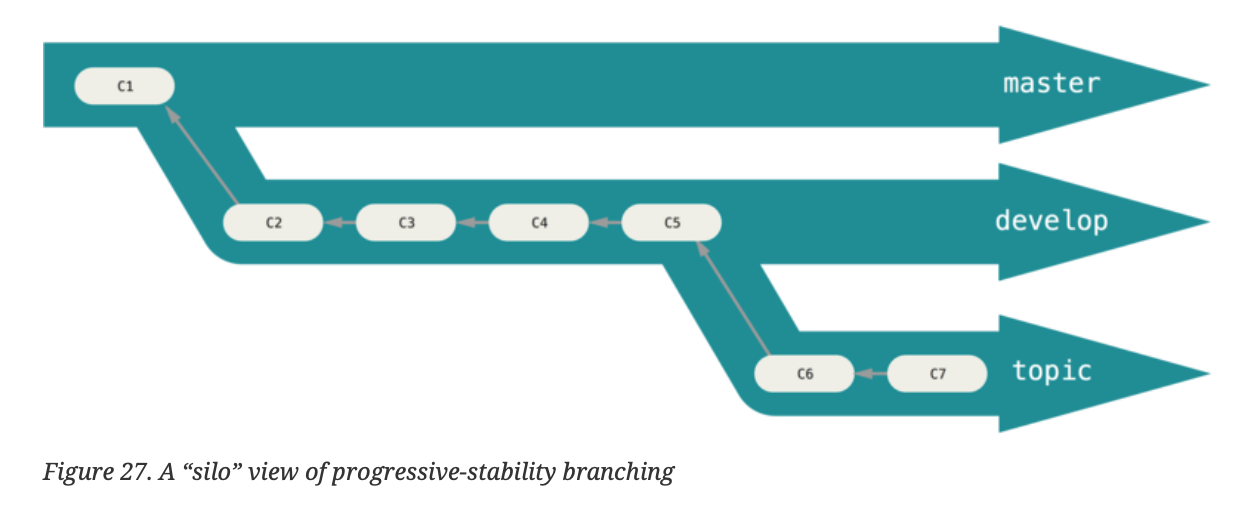 C1
master
C2
C3
C4
C5
develop
C6
C7
topic
Figure 27. A “silo” view of progressive-stability branching